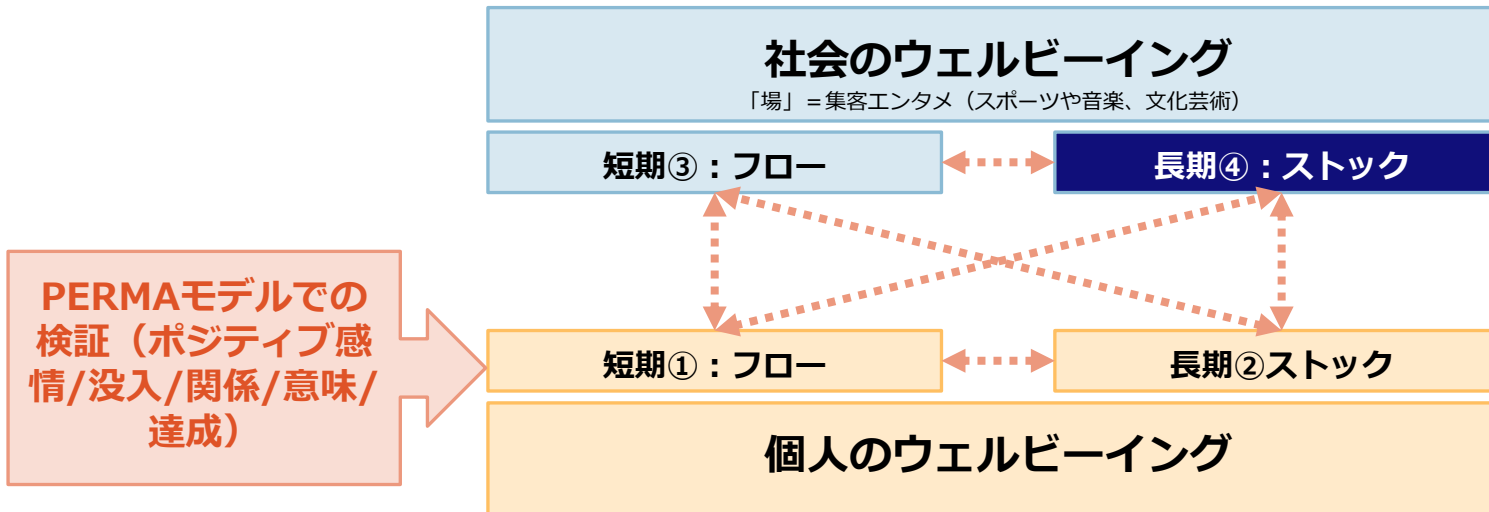 社会のウェルビーイング
「場」=集客エンタメ（スポーツや音楽、文化芸術）
短期③：フロー
長期④：ストック
PERMAモデルでの
検証（ポジティブ感
情/没入/関係/意味/
達成）
短期①：フロー
長期②ストック
個人のウェルビーイング